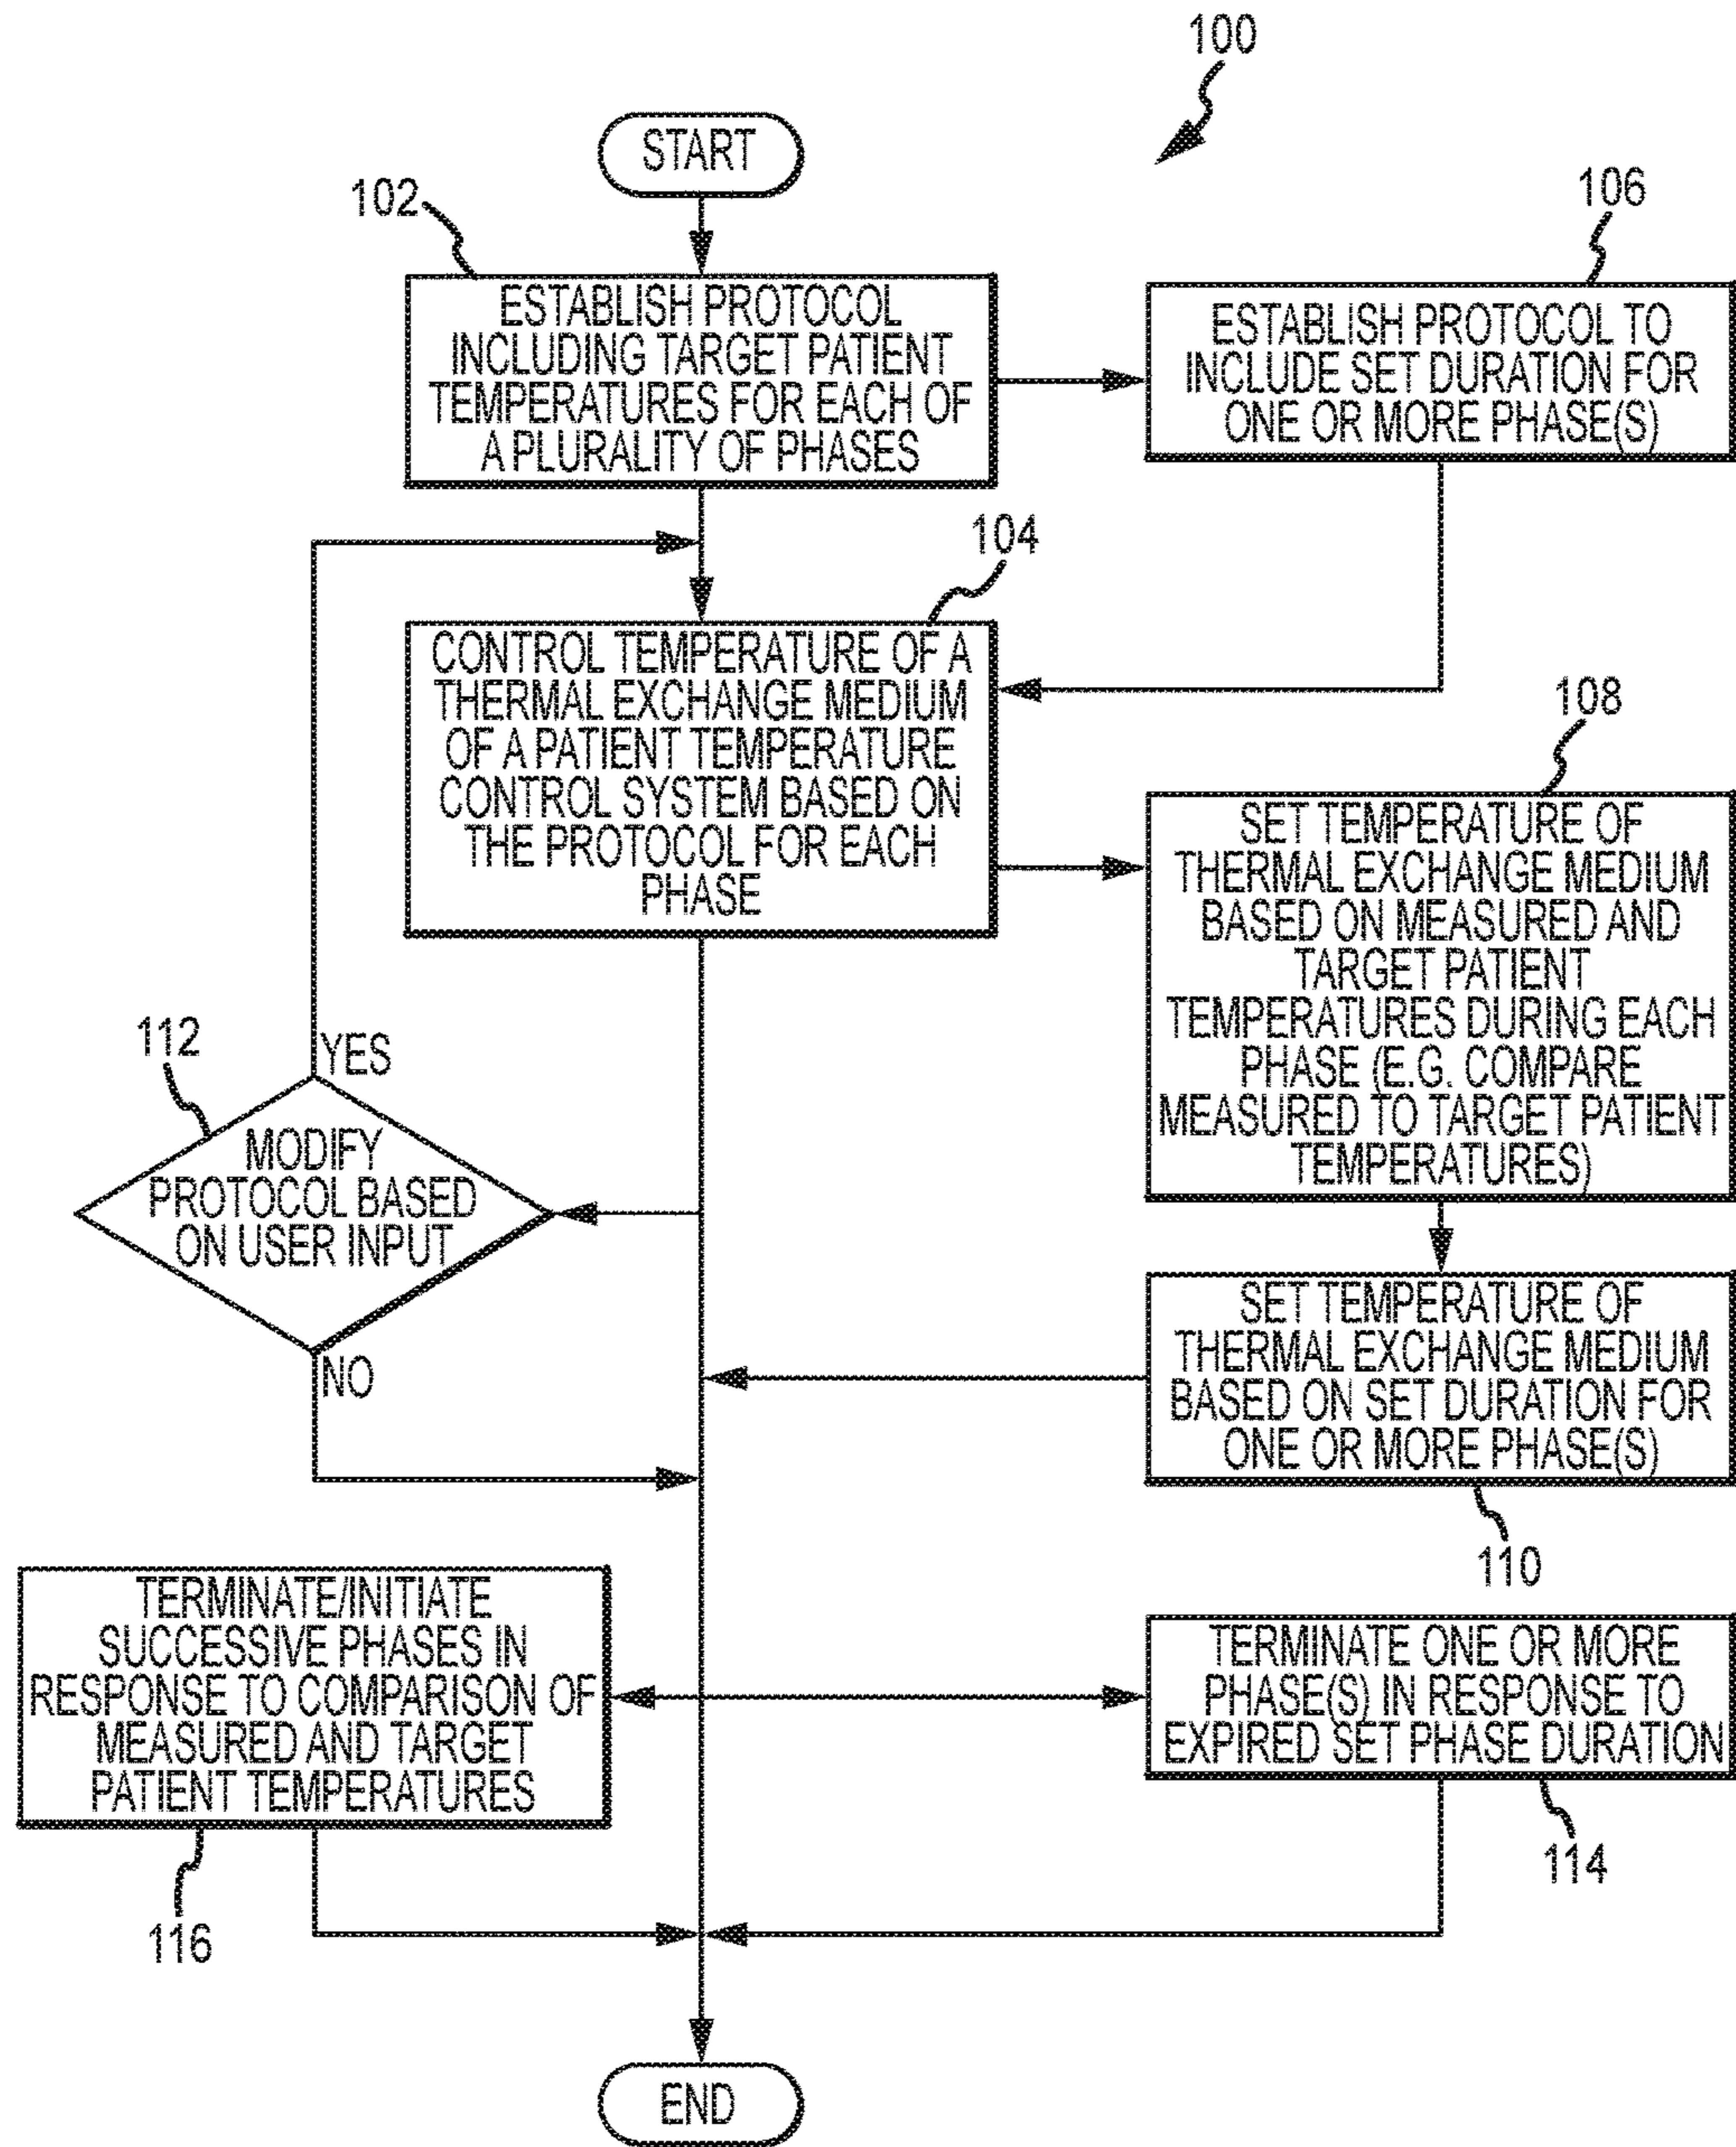 100
START
102
ESTABLISH PROTOCOL
INCLUDING TARGET PATIENT
TEMPERATURES FOR EACH OF
A PLURALITY OF PHASES
106
ESTABLISH PROTOCOL TO
INCLUDE SET DURATION FOR
ONE OR MORE PHASE(S)
104
CONTROL TEMPERATURE OF A
THERMAL EXCHANGE MEDIUM
OF A PATIENT TEMPERATURE
CONTROL SYSTEM BASED ON
THE PROTOCOL FOR EACH
PHASE
108
SET TEMPERATURE OF
THERMAL EXCHANGE MEDIUM
BASED ON MEASURED AND
TARGET PATIENT
TEMPERATURES DURING EACH
PHASE (E.G. COMPARE
MEASURED TO TARGET PATIENT
TEMPERATURES)
112
YES
MODIFY
PROTOCOL BASED
ON USER INPUT
NO
SET TEMPERATURE OF
THERMAL EXCHANGE MEDIUM
BASED ON SET DURATION FOR
ONE OR MORE PHASE(S)
110
TERMINATE/INITIATE
SUCCESSIVE PHASES IN
RESPONSE TO COMPARISON OF
MEASURED AND TARGET
PATIENT TEMPERATURES
116
TERMINATE ONE OR MORE
PHASE(S) IN RESPONSE TO
EXPIRED SET PHASE DURATION
114
END